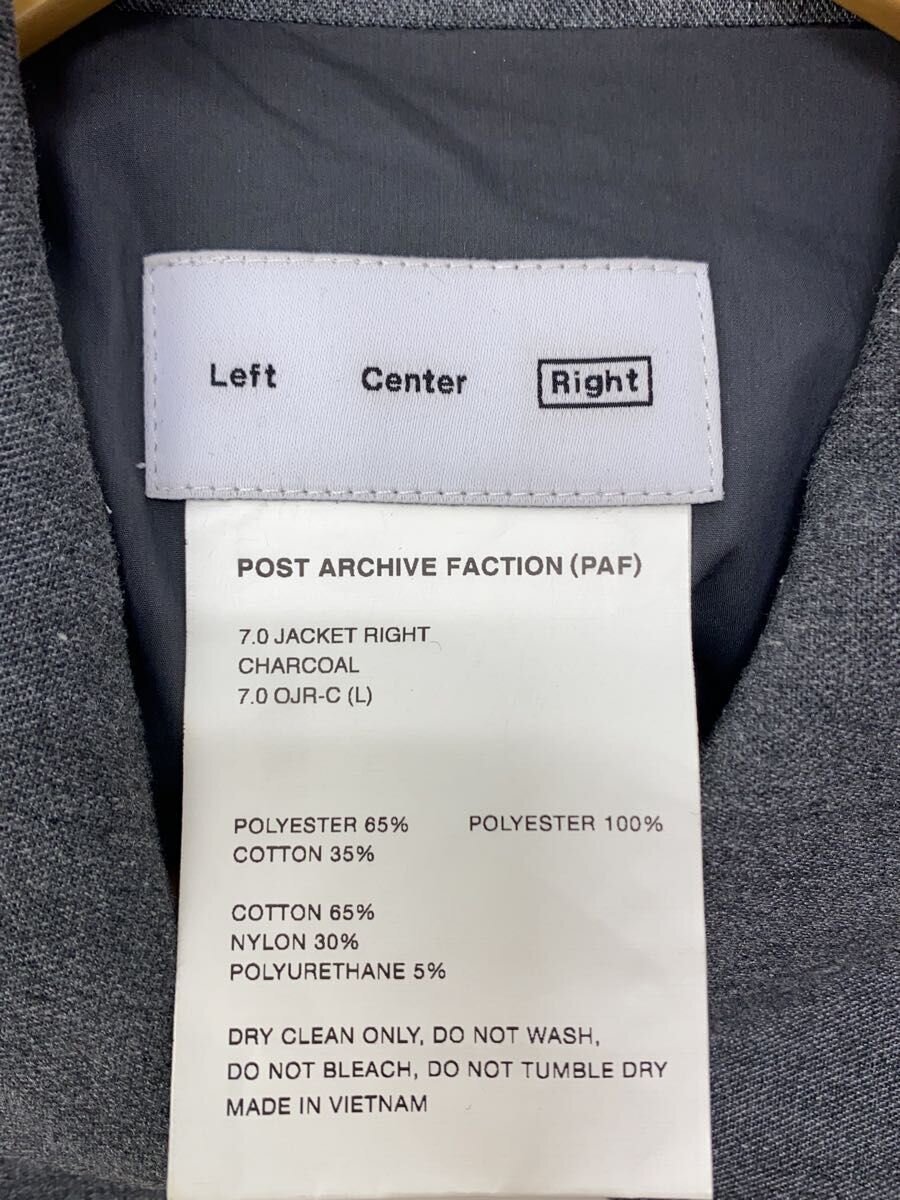 Left Center Right
POST ARCHIVE FACTION (PAF)
7.0 JACKET RIGHT
CHARCOAL
7.0 OJR-C (L)
POLYESTER 65% POLYESTER 100%
COTTON 35%
COTTON 65%
NYLON 30%
POLYURETHANE 5%
DRY CLEAN ONLY, DO NOT WASH,
DO NOT BLEACH, DO NOT TUMBLE DRY
MADE IN VIETNAM